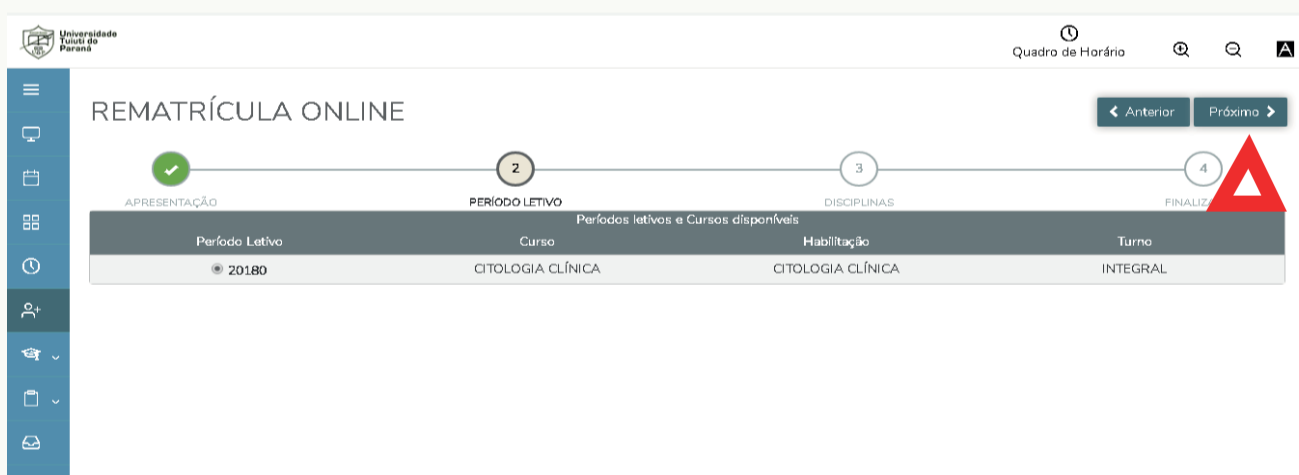 Universidade
Tuiuti do
Paraná
Quadro de Horário
A
REMATRÍCULA ONLINE
Anterior
Próximo
2
3
4
APRESENTAÇÃO
PERÍODO LETIVO
DISCIPLINAS
Períodos letivos e Cursos disponíveis
Período Letivo
Curso
Habilitação
Turno
20180
CITOLOGIA CLÍNICA
CITOLOGIA CLÍNICA
INTEGRAL